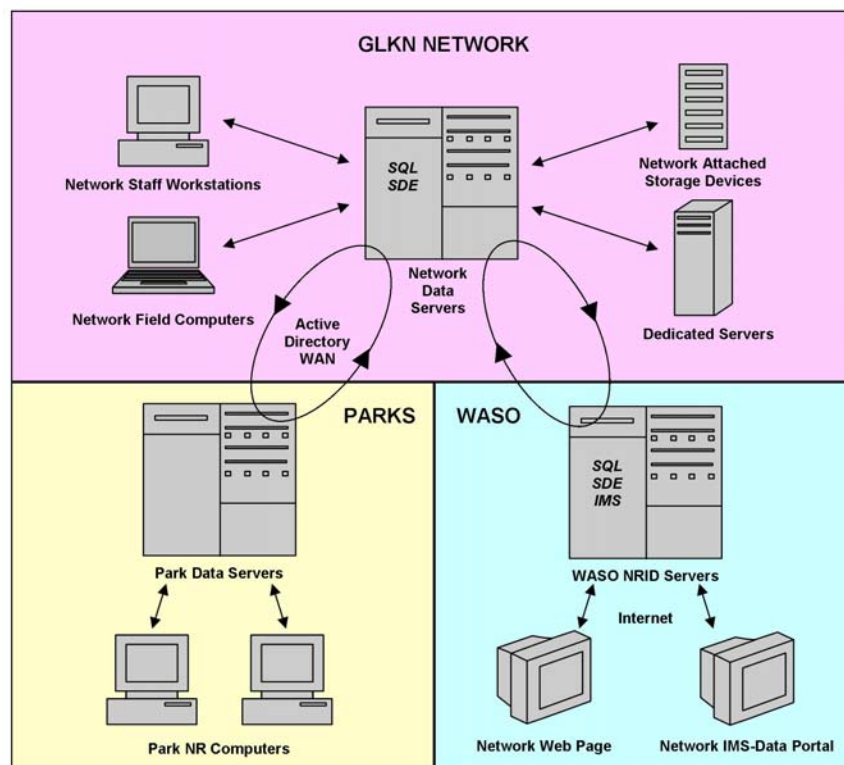 GLKN NETWORK
Network Staff Workstations
SQL
SDE
Network Attached
Storage Devices
Network Field Computers
Network
Data
Servers
Dedicated Servers
Active
Directory
WAN
PARKS
WASO
SQL
SDE
IMS
Park Data Servers
WASO NRID Servers
Internet
Park NR Computers
Network Web Page
Network IMS-Data Portal